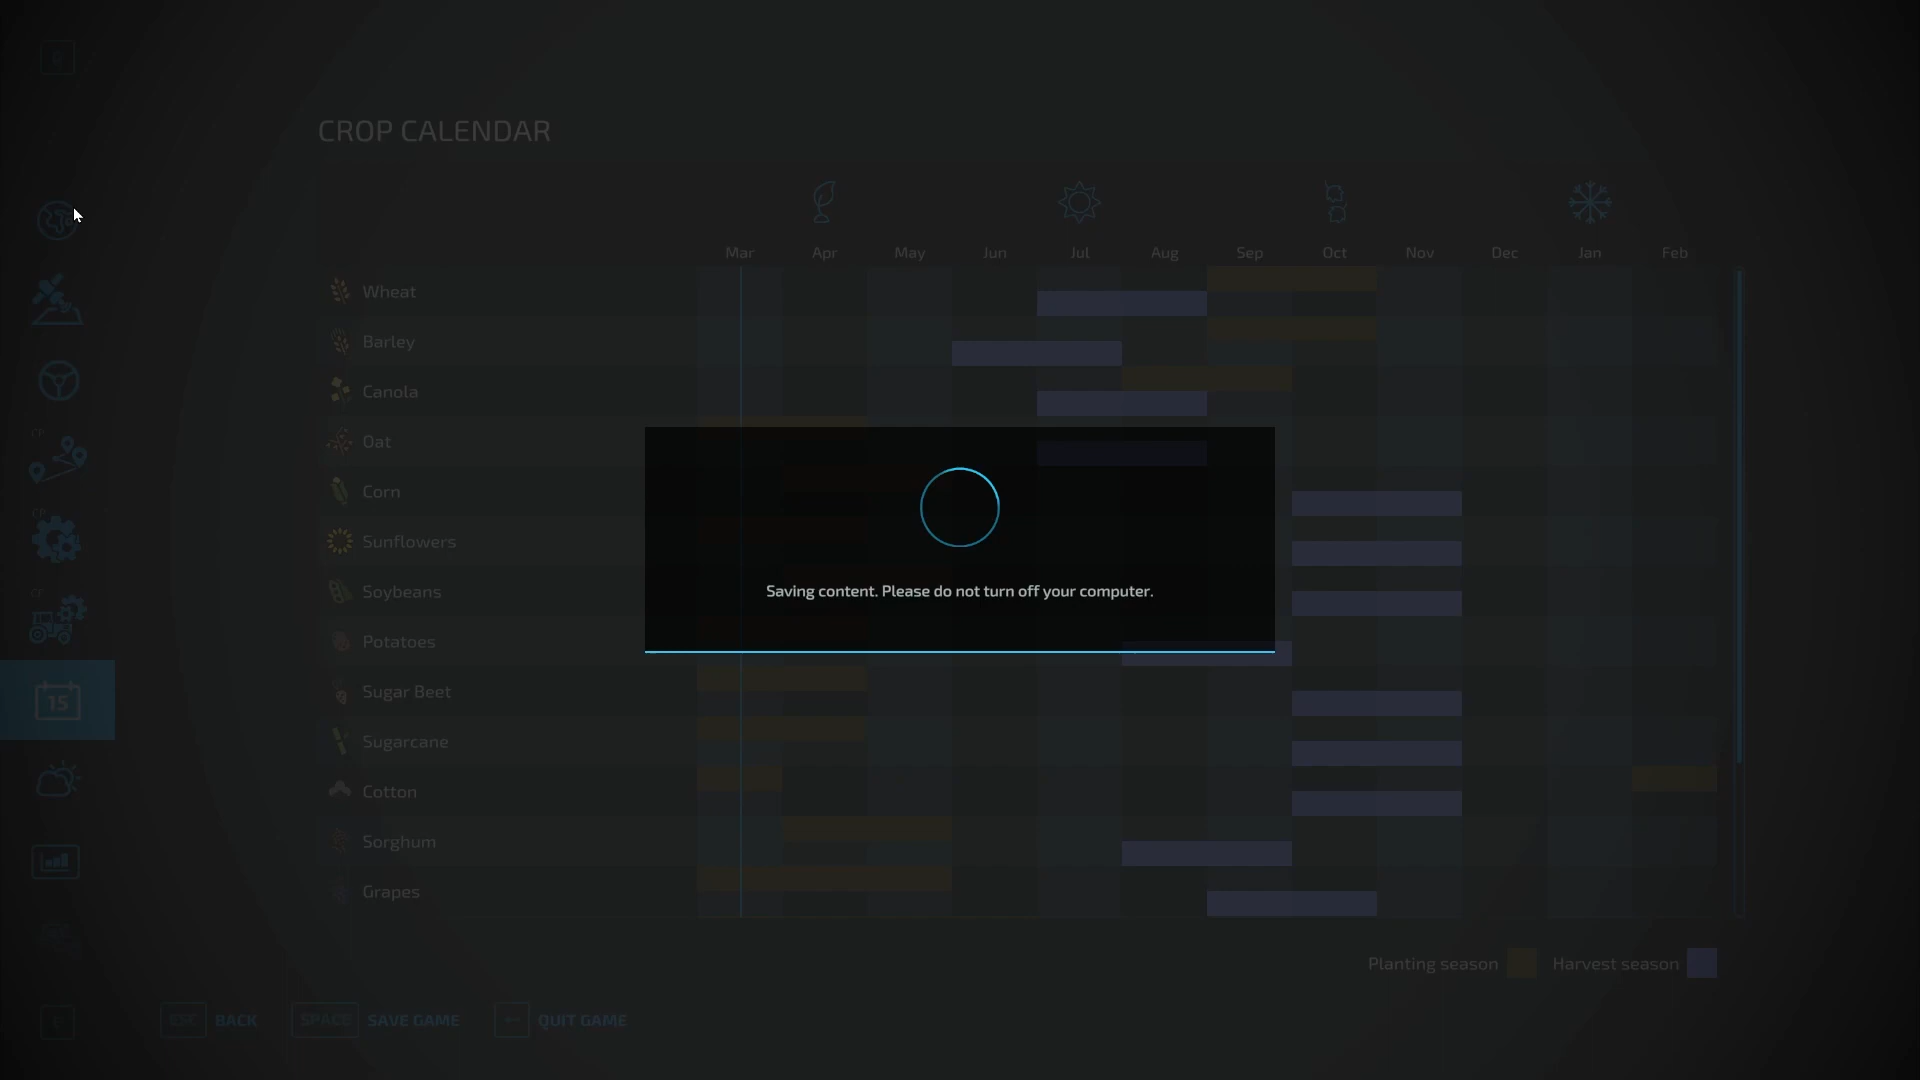 CROP CALENDAR
Mar Apr May Jun Jul Aug Sep Oct Nov Dec Jan Feb
Wheat
Barley
Canola
Oat
CP
Corn
CP
Sunflowers
Soybeans
Saving content. Please do not turn off your computer.
Potatoes
Sugar Beet
15
Sugarcane
Cotton
Sorghum
Grapes
Planting season Harvest season
ESC BACK SPACE SAVE GAME QUIT GAME